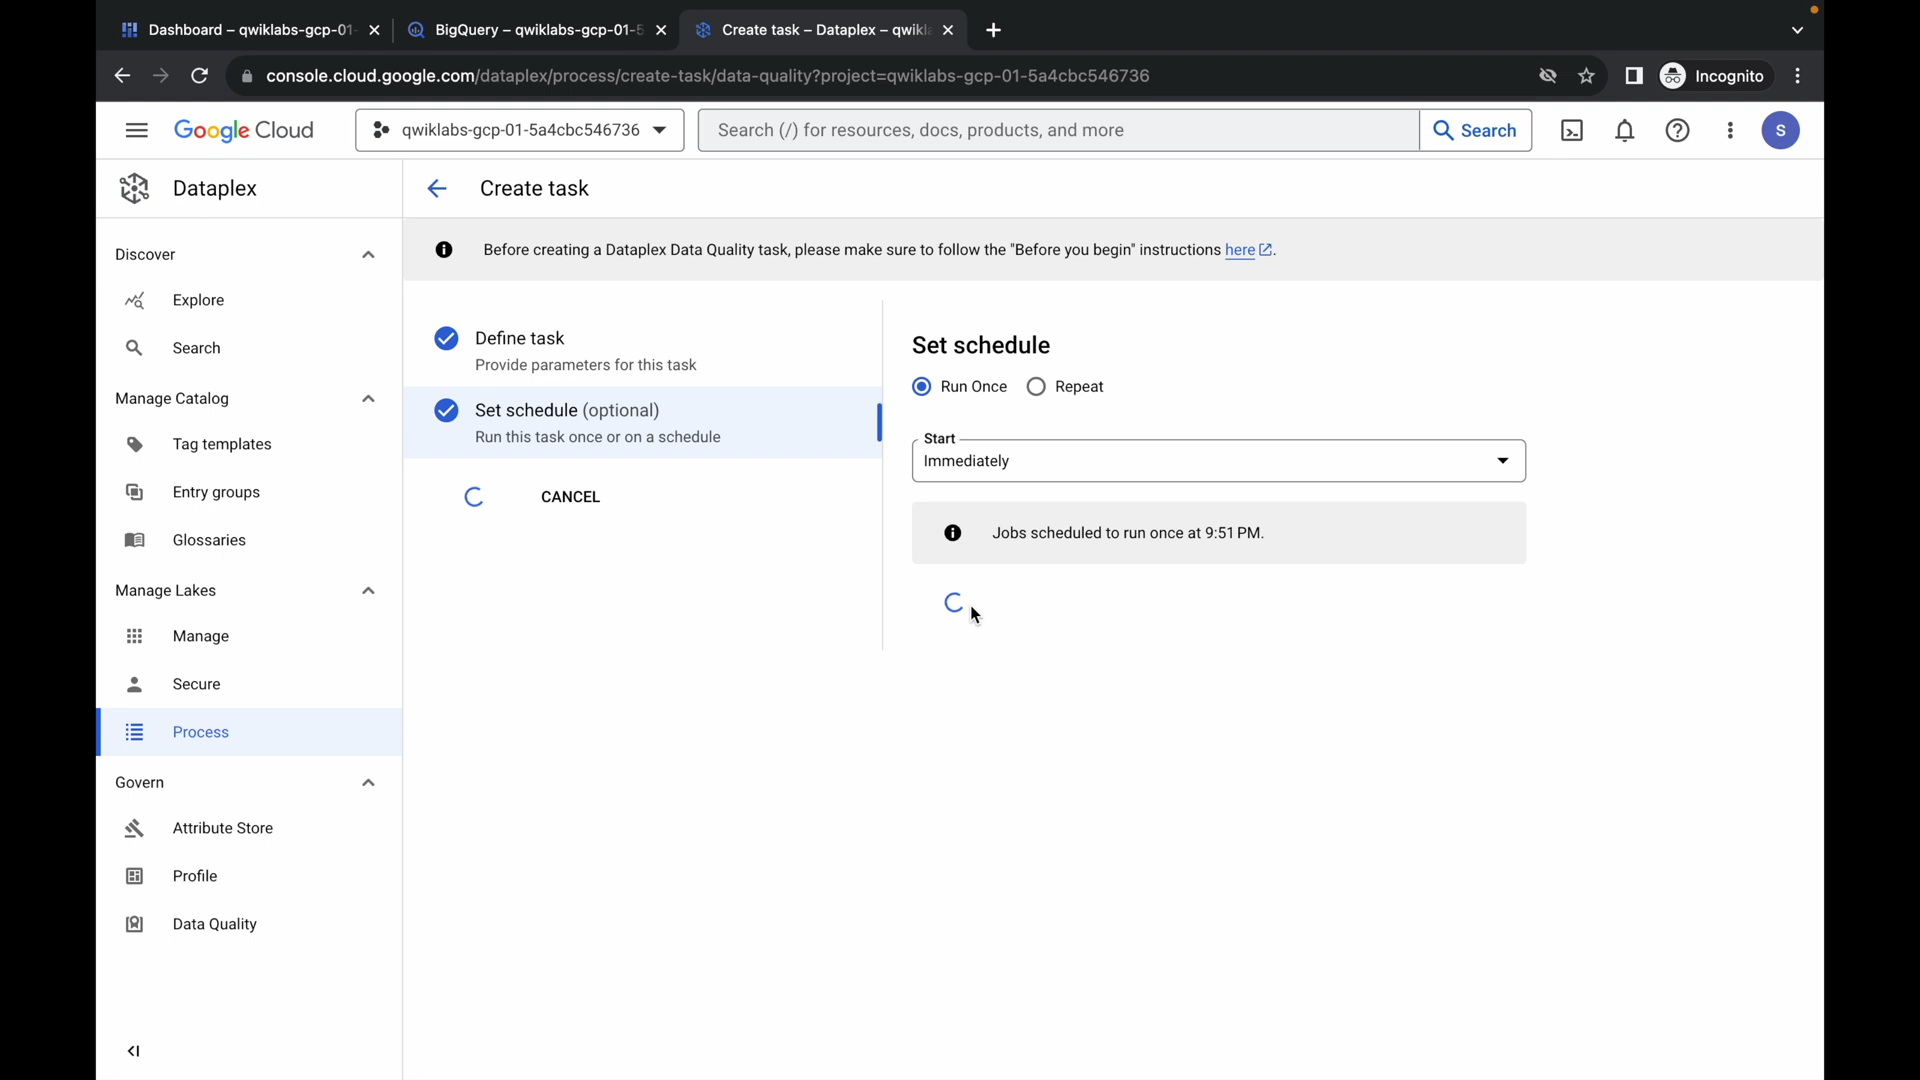 Dashboard – qwiklabs-gcp-01-
BigQuery – qwiklabs-gcp-01-5
Create task – Dataplex – qwikla
console.cloud.google.com/dataplex/process/create-task/data-quality?project=qwiklabs-gcp-01-5a4cbc546736
Incognito
Google Cloud
qwiklabs-gcp-01-5a4cbc546736
Search (/) for resources, docs, products, and more
Search
S
Dataplex
Create task
Discover
Explore
Search
Manage Catalog
Tag templates
Entry groups
Glossaries
Manage Lakes
Manage
Secure
Process
Govern
Attribute Store
Profile
Data Quality
Before creating a Dataplex Data Quality task, please make sure to follow the "Before you begin" instructions here.
Define task
Provide parameters for this task
Set schedule (optional)
Run this task once or on a schedule
CANCEL
Set schedule
Run Once
Repeat
Start
Immediately
Jobs scheduled to run once at 9:51 PM.